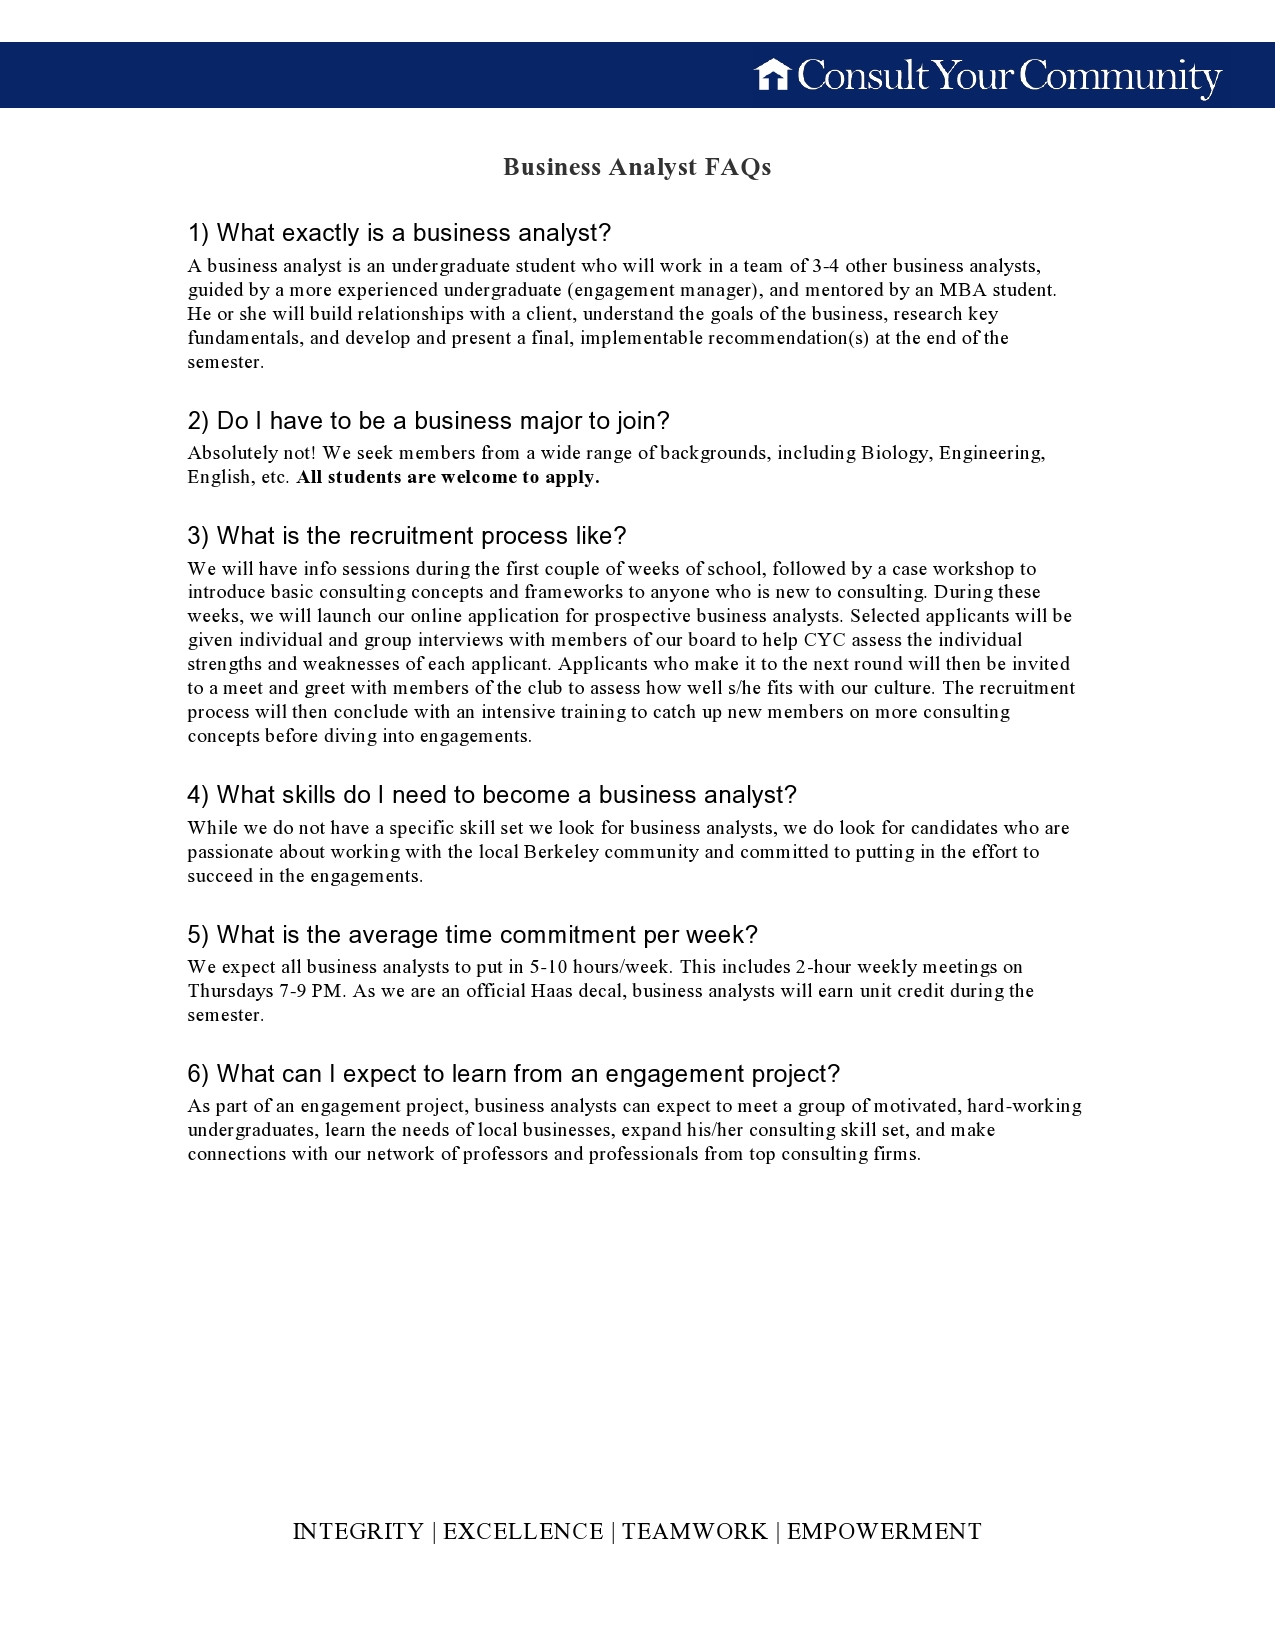 Consult Your Community
Business Analyst FAQs
1) What exactly is a business analyst?
A business analyst is an undergraduate student who will work in a team of 3-4 other business analysts,
guided by a more experienced undergraduate (engagement manager), and mentored by an MBA student.
He or she will build relationships with a client, understand the goals of the business, research key
fundamentals, and develop and present a final, implementable recommendation(s) at the end of the
semester.
2) Do I have to be a business major to join?
Absolutely not! We seek members from a wide range of backgrounds, including Biology, Engineering,
English, etc. All students are welcome to apply.
3) What is the recruitment process like?
We will have info sessions during the first couple of weeks of school, followed by a case workshop to
introduce basic consulting concepts and frameworks to anyone who is new to consulting. During these
weeks, we will launch our online application for prospective business analysts. Selected applicants will be
given individual and group interviews with members of our board to help CYC assess the individual
strengths and weaknesses of each applicant. Applicants who make it to the next round will then be invited
to a meet and greet with members of the club to assess how well s/he fits with our culture. The recruitment
process will then conclude with an intensive training to catch up new members on more consulting
concepts before diving into engagements.
4) What skills do I need to become a business analyst?
While we do not have a specific skill set we look for business analysts, we do look for candidates who are
passionate about working with the local Berkeley community and committed to putting in the effort to
succeed in the engagements.
5) What is the average time commitment per week?
We expect all business analysts to put in 5-10 hours/week. This includes 2-hour weekly meetings on
Thursdays 7-9 PM. As we are an official Haas decal, business analysts will earn unit credit during the
semester.
6) What can I expect to learn from an engagement project?
As part of an engagement project, business analysts can expect to meet a group of motivated, hard-working
undergraduates, learn the needs of local businesses, expand his/her consulting skill set, and make
connections with our network of professors and professionals from top consulting firms.
INTEGRITY | EXCELLENCE | TEAMWORK | EMPOWERMENT